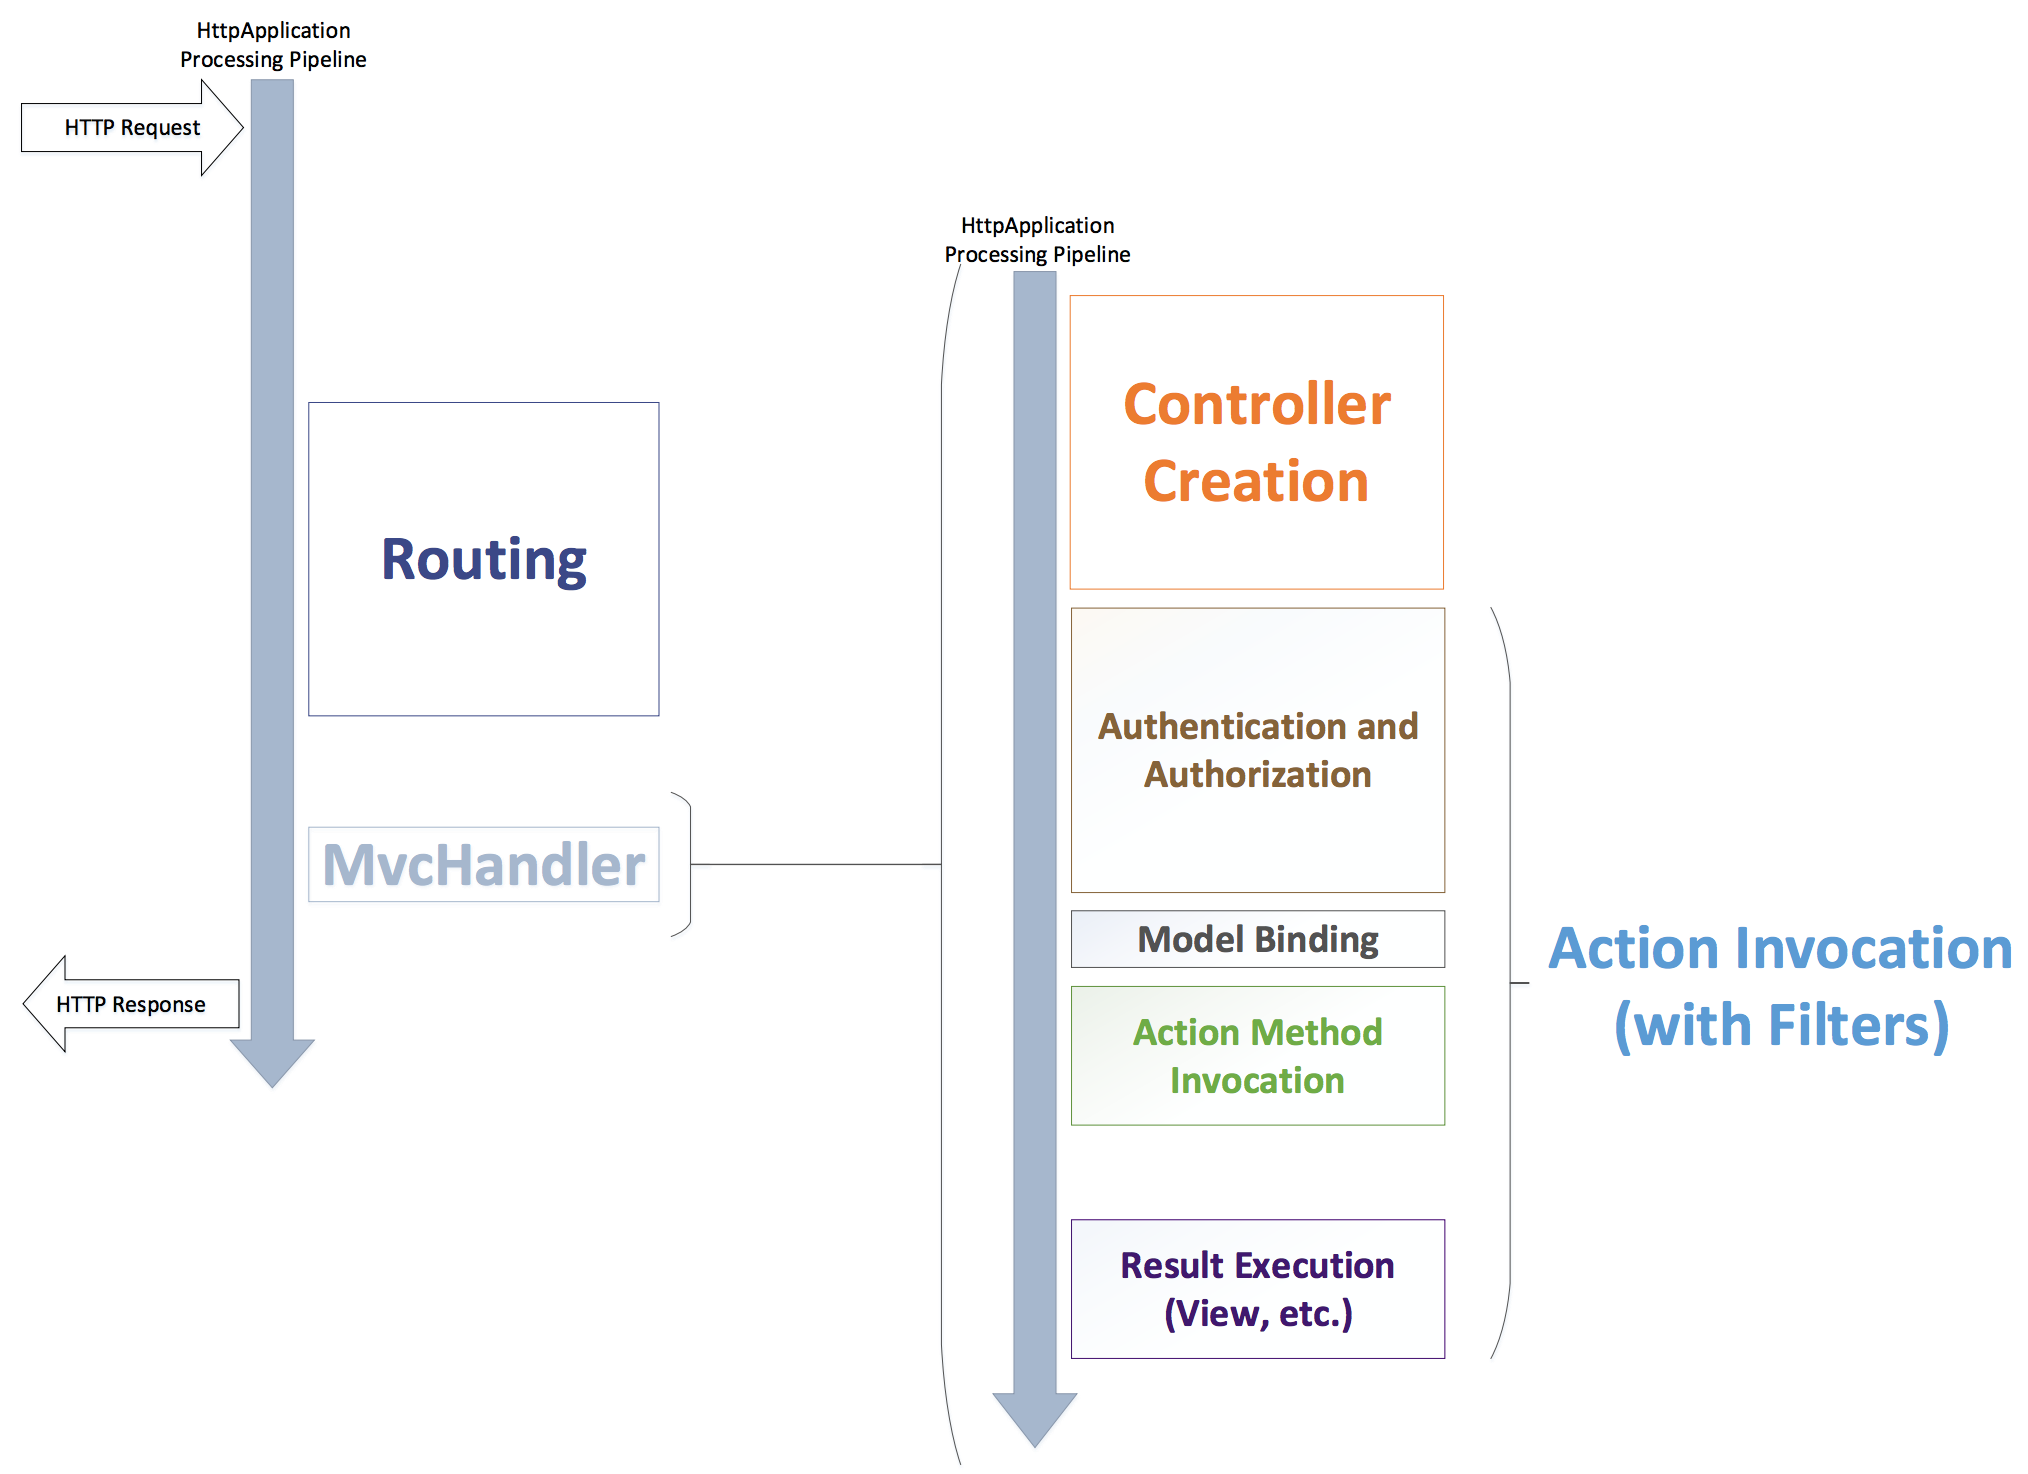 HttpApplication
Processing Pipeline
HTTP Request
Routing
MvcHandler
HTTP Response
HttpApplication
Processing Pipeline
Controller
Creation
Authentication and
Authorization
Model Binding
Action Method
Invocation
Result Execution
(View, etc.)
Action Invocation
(with Filters)